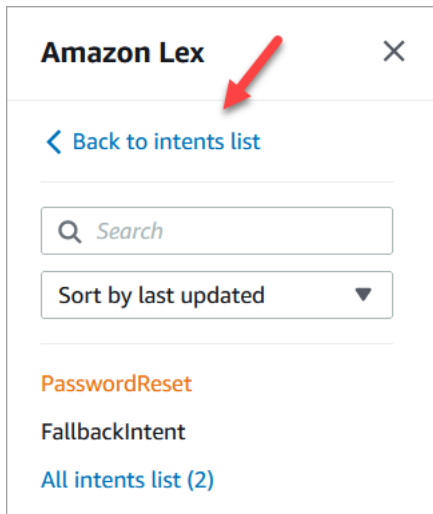 Amazon Lex
Back to intents list
Search
Sort by last updated
PasswordReset
FallbackIntent
All intents list (2)